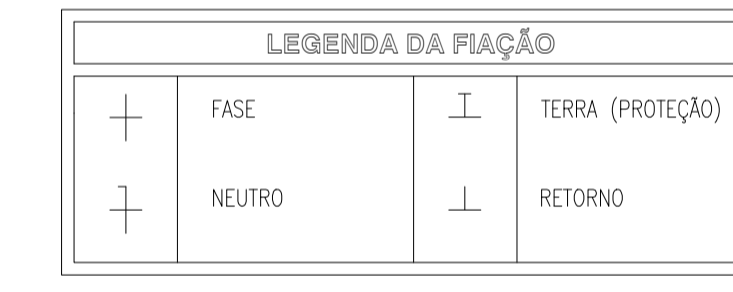 LEGENDA DA FIAÇÃO
FASE
TERRA (PROTEÇÃO)
NEUTRO
RETORNO